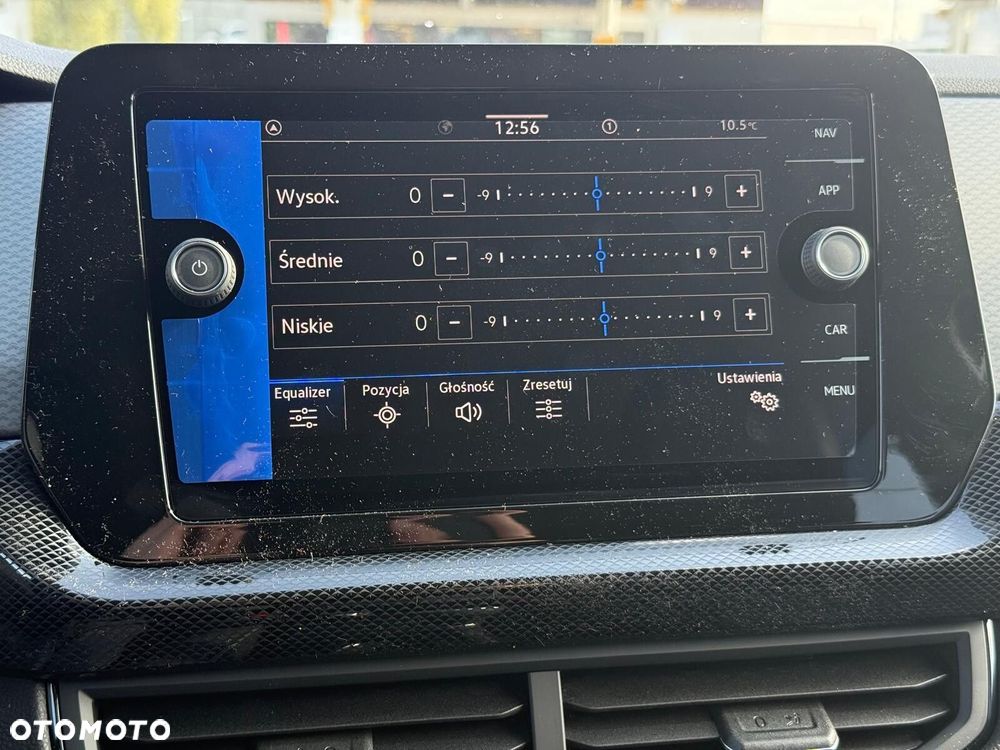 12:56 1 10.5°C
NAV
APP
Wysok. 0 − -9 9 +
Średnie 0 − -9 9 +
Niskie 0 − -9 9 +
CAR
MENU
Equalizer Pozycja Głośność Zresetuj Ustawienia
OTOMOTO